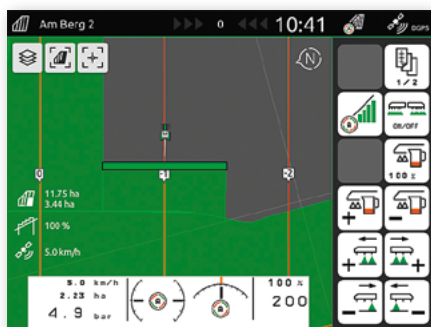 Am Berg 2
0
10:41
DGPS
N
1 / 2
ON/OFF
0
-1
-2
11.75 ha
3.44 ha
100 %
100 %
5.0 km/h
5.0 km/h
2.23 ha
4.9 bar
100 %
200